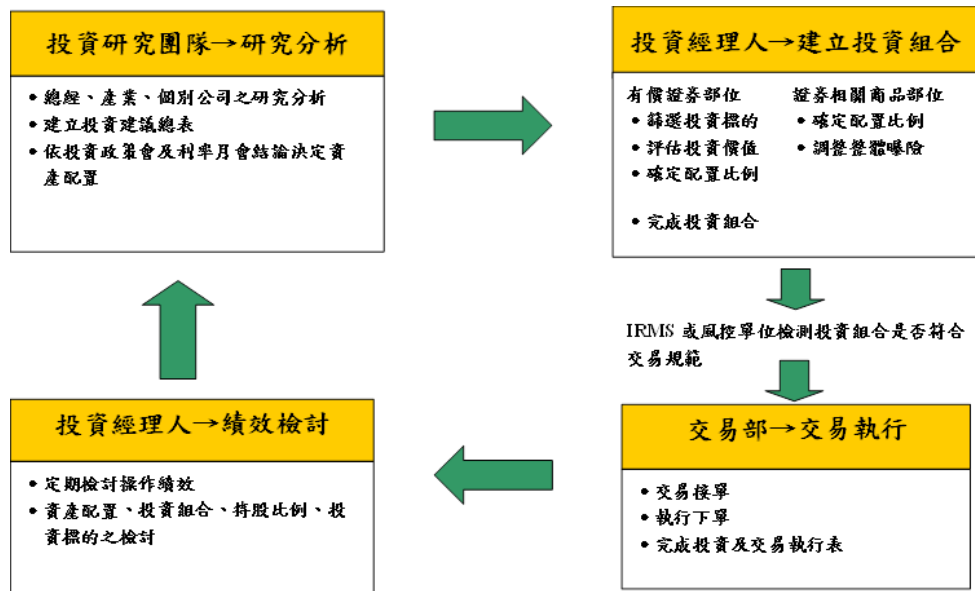 投資研究團隊→研究分析
• 總經、產業、個別公司之研究分析
• 建立投資建議總表
• 依投資政策會及利率月會結論決定資
產配置
投資經理人→建立投資組合
有價證券部位 證券相關商品部位
• 篩選投資標的 • 確定配置比例
• 評估投資價值 • 調整整體曝險
• 確定配置比例
• 完成投資組合
IRMS 或風控單位檢測投資組合是否符合
交易規範
交易部→交易執行
• 交易接單
• 執行下單
• 完成投資及交易執行表
投資經理人→績效檢討
• 定期檢討操作績效
• 資產配置、投資組合、持股比例、投
資標的之檢討